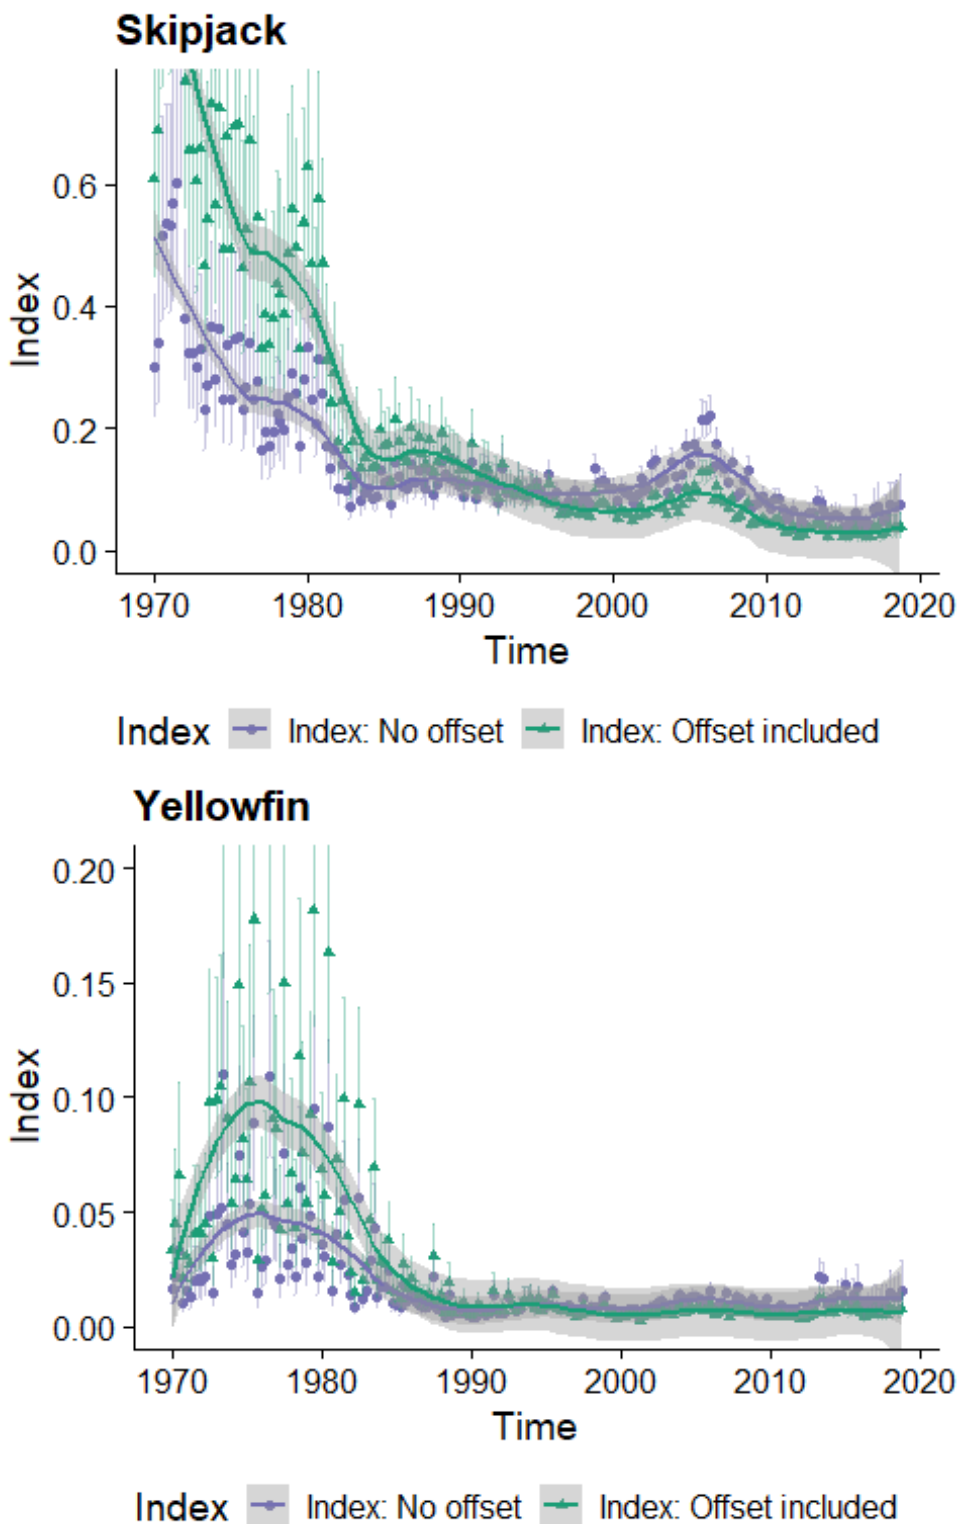 Skipjack
Index
0.6
0.4
0.2
0.0
1970 1980 1990 2000 2010 2020
Time
Index Index: No offset Index: Offset included
Yellowfin
Index
0.20
0.15
0.10
0.05
0.00
1970 1980 1990 2000 2010 2020
Time
Index Index: No offset Index: Offset included